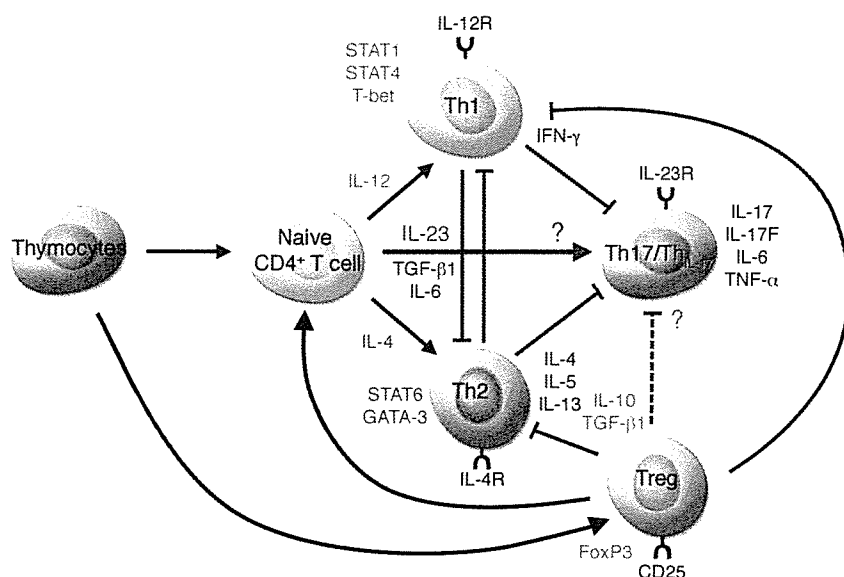 IL-12R
STAT1
STAT4
T-bet
Th1
IFN-γ
IL-12
IL-23R
Thymocytes
Naive
CD4+ T cell
IL-23
?
TGF-β1
IL-6
Th17/Th
IL-17
IL-17F
IL-6
TNF-α
IL-4
?
STAT6
GATA-3
Th2
IL-4
IL-5
IL-13
IL-10
TGF-β1
IL-4R
Treg
FoxP3
CD25